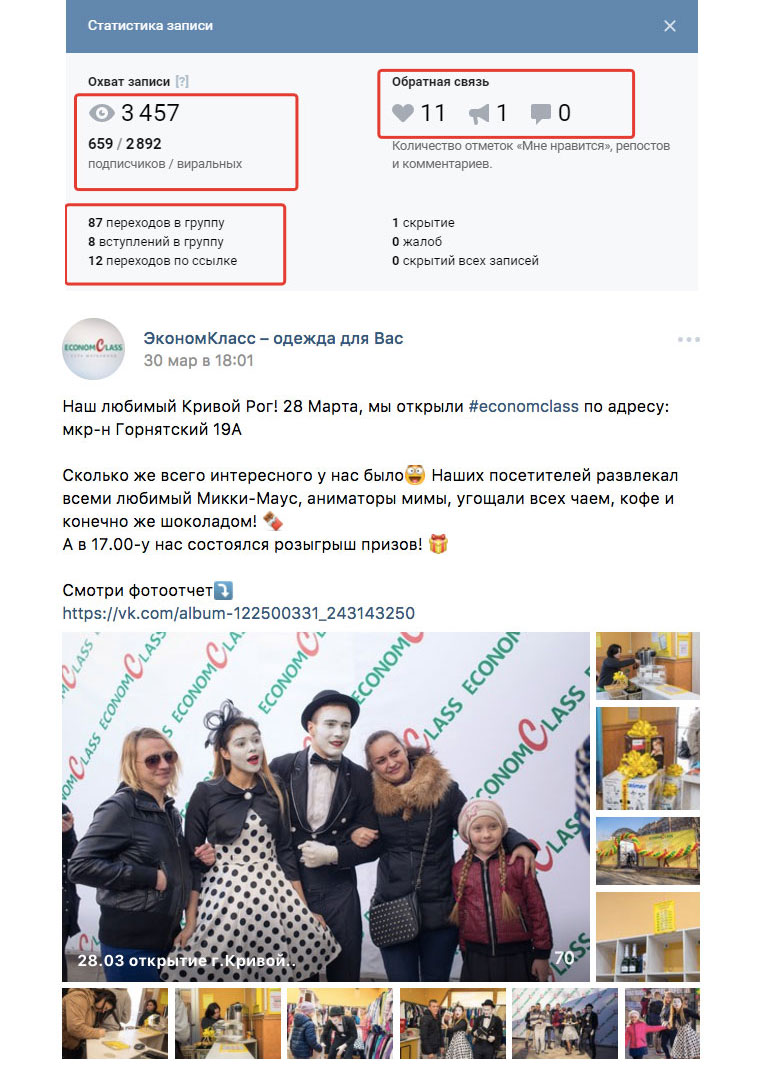 Статистика записи
Охват записи [?]
3 457
659 / 2 892
подписчиков / виральных
Обратная связь
11 1 0
Количество отметок «Мне нравится», репостов
и комментариев.
87 переходов в группу
8 вступлений в группу
12 переходов по ссылке
1 скрытие
0 жалоб
0 скрытий всех записей
ECONOMCLASS
ЭкономКласс – одежда для Вас
30 мар в 18:01
Наш любимый Кривой Рог! 28 Марта, мы открыли #economclass по адресу:
мкр-н Горнятский 19А
Сколько же всего интересного у нас было Наших посетителей развлекал
всеми любимый Микки-Маус, аниматоры мимы, угощали всех чаем, кофе и
конечно же шоколадом!
А в 17.00-у нас состоялся розыгрыш призов!
Смотри фотоотчет
https://vk.com/album-122500331_243143250
ECONOMCLASS
28.03 открытие г.Кривой..
70